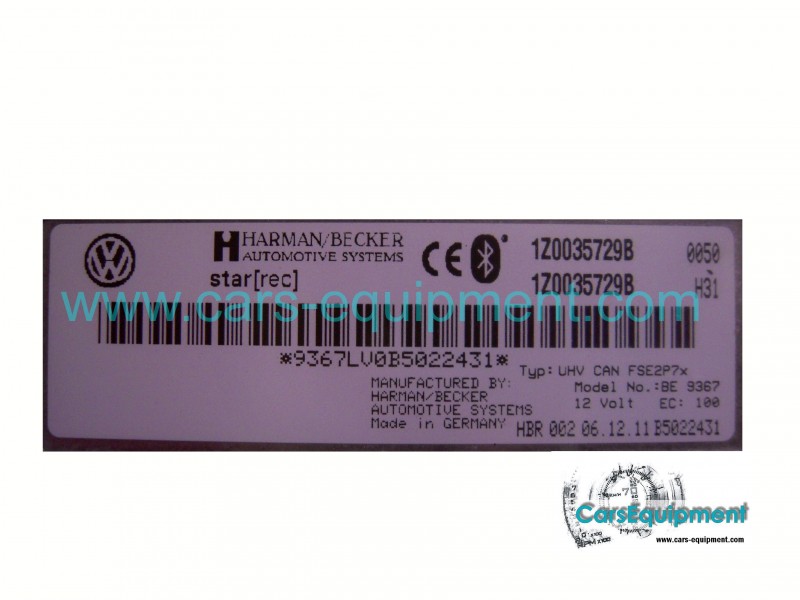 HARMAN/BECKER
AUTOMOTIVE SYSTEMS
star[rec]
CE
1Z0035729B 0050
1Z0035729B H31
www.cars-equipment.com
*9367LV0B5022431*
Typ: UHV CAN FSE2P7x
Model No.:BE 9367
12 Volt EC: 100
MANUFACTURED BY:
HARMAN/BECKER
AUTOMOTIVE SYSTEMS
Made in GERMANY
HBR 002 06.12.11 B5022431
CarsEquipment
www.cars-equipment.com